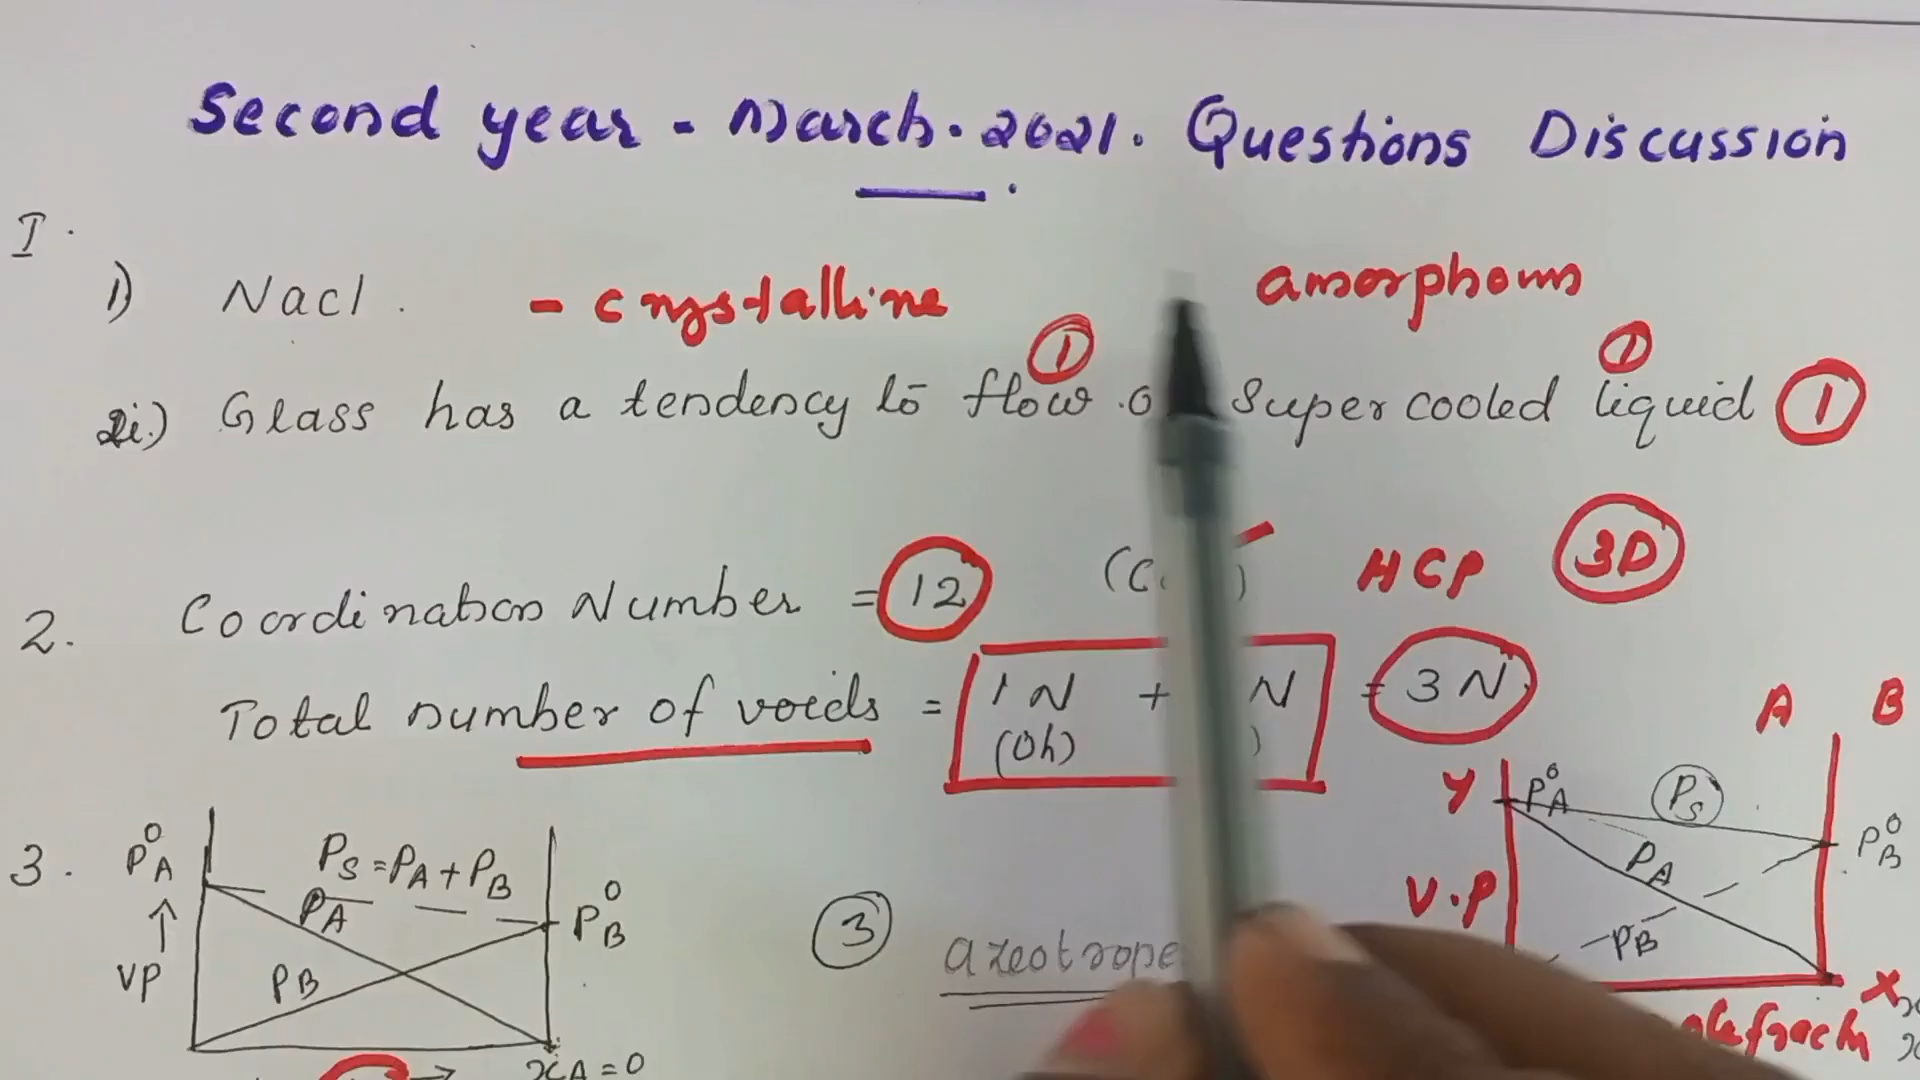 Second year - March. 2021. Questions Discussion
I.
1) Nacl. - crystalline amorphous
ii.) Glass has a tendency to flow. Super cooled liquid 1
1 1
2. Coordination Number = 12 HCP 3D
Total number of voids = 1N + N = 3N
(Oh)
A B
3. P°A PS = PA + PB
PA P°B
↑
VP PB
xA = 0
3 azeotrope
Y P°A PS
P°B
PA
V.P
PB
X